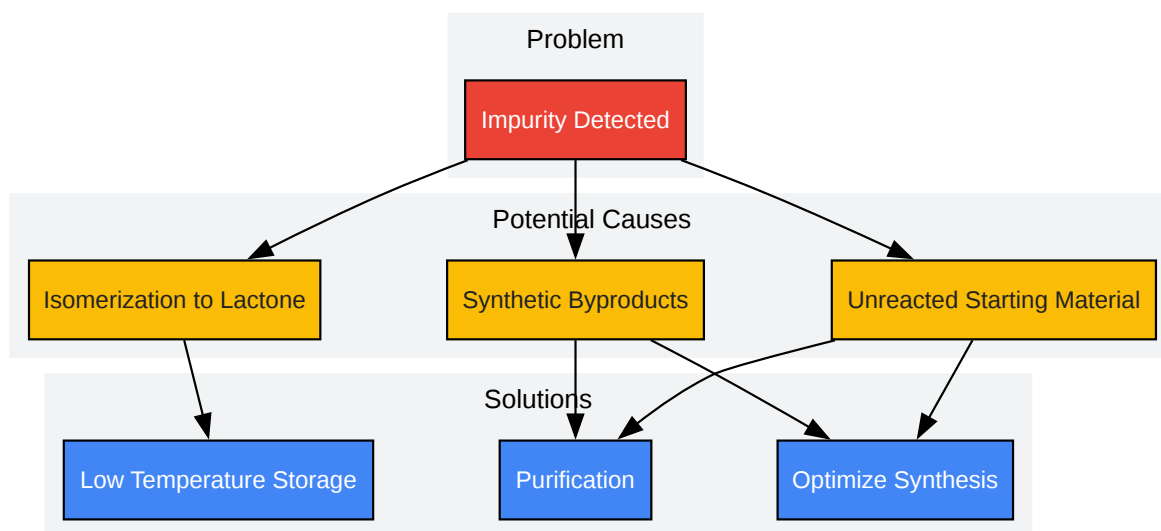 Problem
Impurity Detected
Potential Causes
Isomerization to Lactone
Synthetic Byproducts
Unreacted Starting Material
Solutions
Low Temperature Storage
Purification
Optimize Synthesis